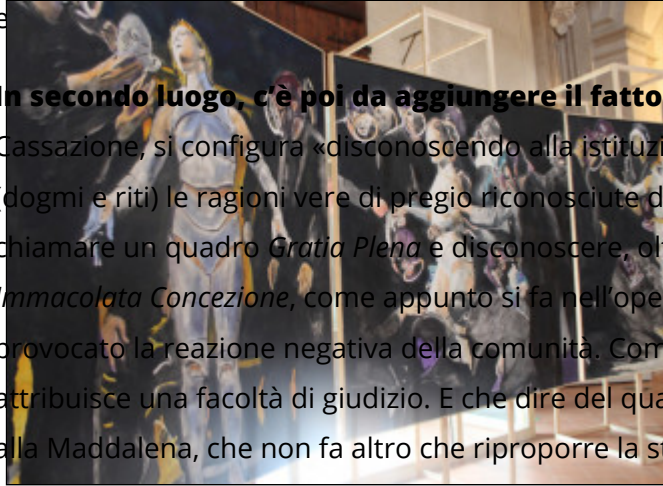 e
In secondo luogo, c'è poi da aggiungere il fatto
Cassazione, si configura «disconoscendo alla istituzi
(dogmi e riti) le ragioni vere di pregio riconosciute d
chiamare un quadro Gratia Plena e disconoscere, olt
Immacolata Concezione, come appunto si fa nell'ope
provocato la reazione negativa della comunità. Com
attribuisce una facoltà di giudizio. E che dire del qua
alla Maddalena, che non fa altro che riproporre la su